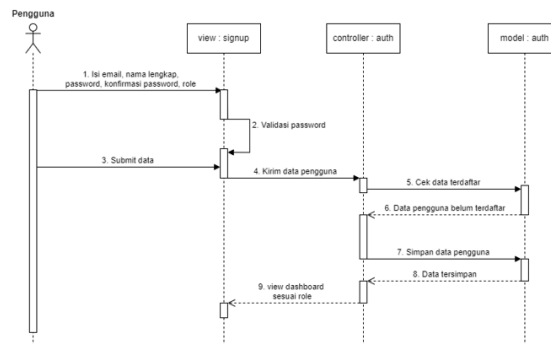 Pengguna
view : signup
controller : auth
model : auth
1. Isi email, nama lengkap,
password, konfirmasi password, role
2. Validasi password
3. Submit data
4. Kirim data pengguna
5. Cek data terdaftar
6. Data pengguna belum terdaftar
7. Simpan data pengguna
8. Data tersimpan
9. view dashboard
sesuai role